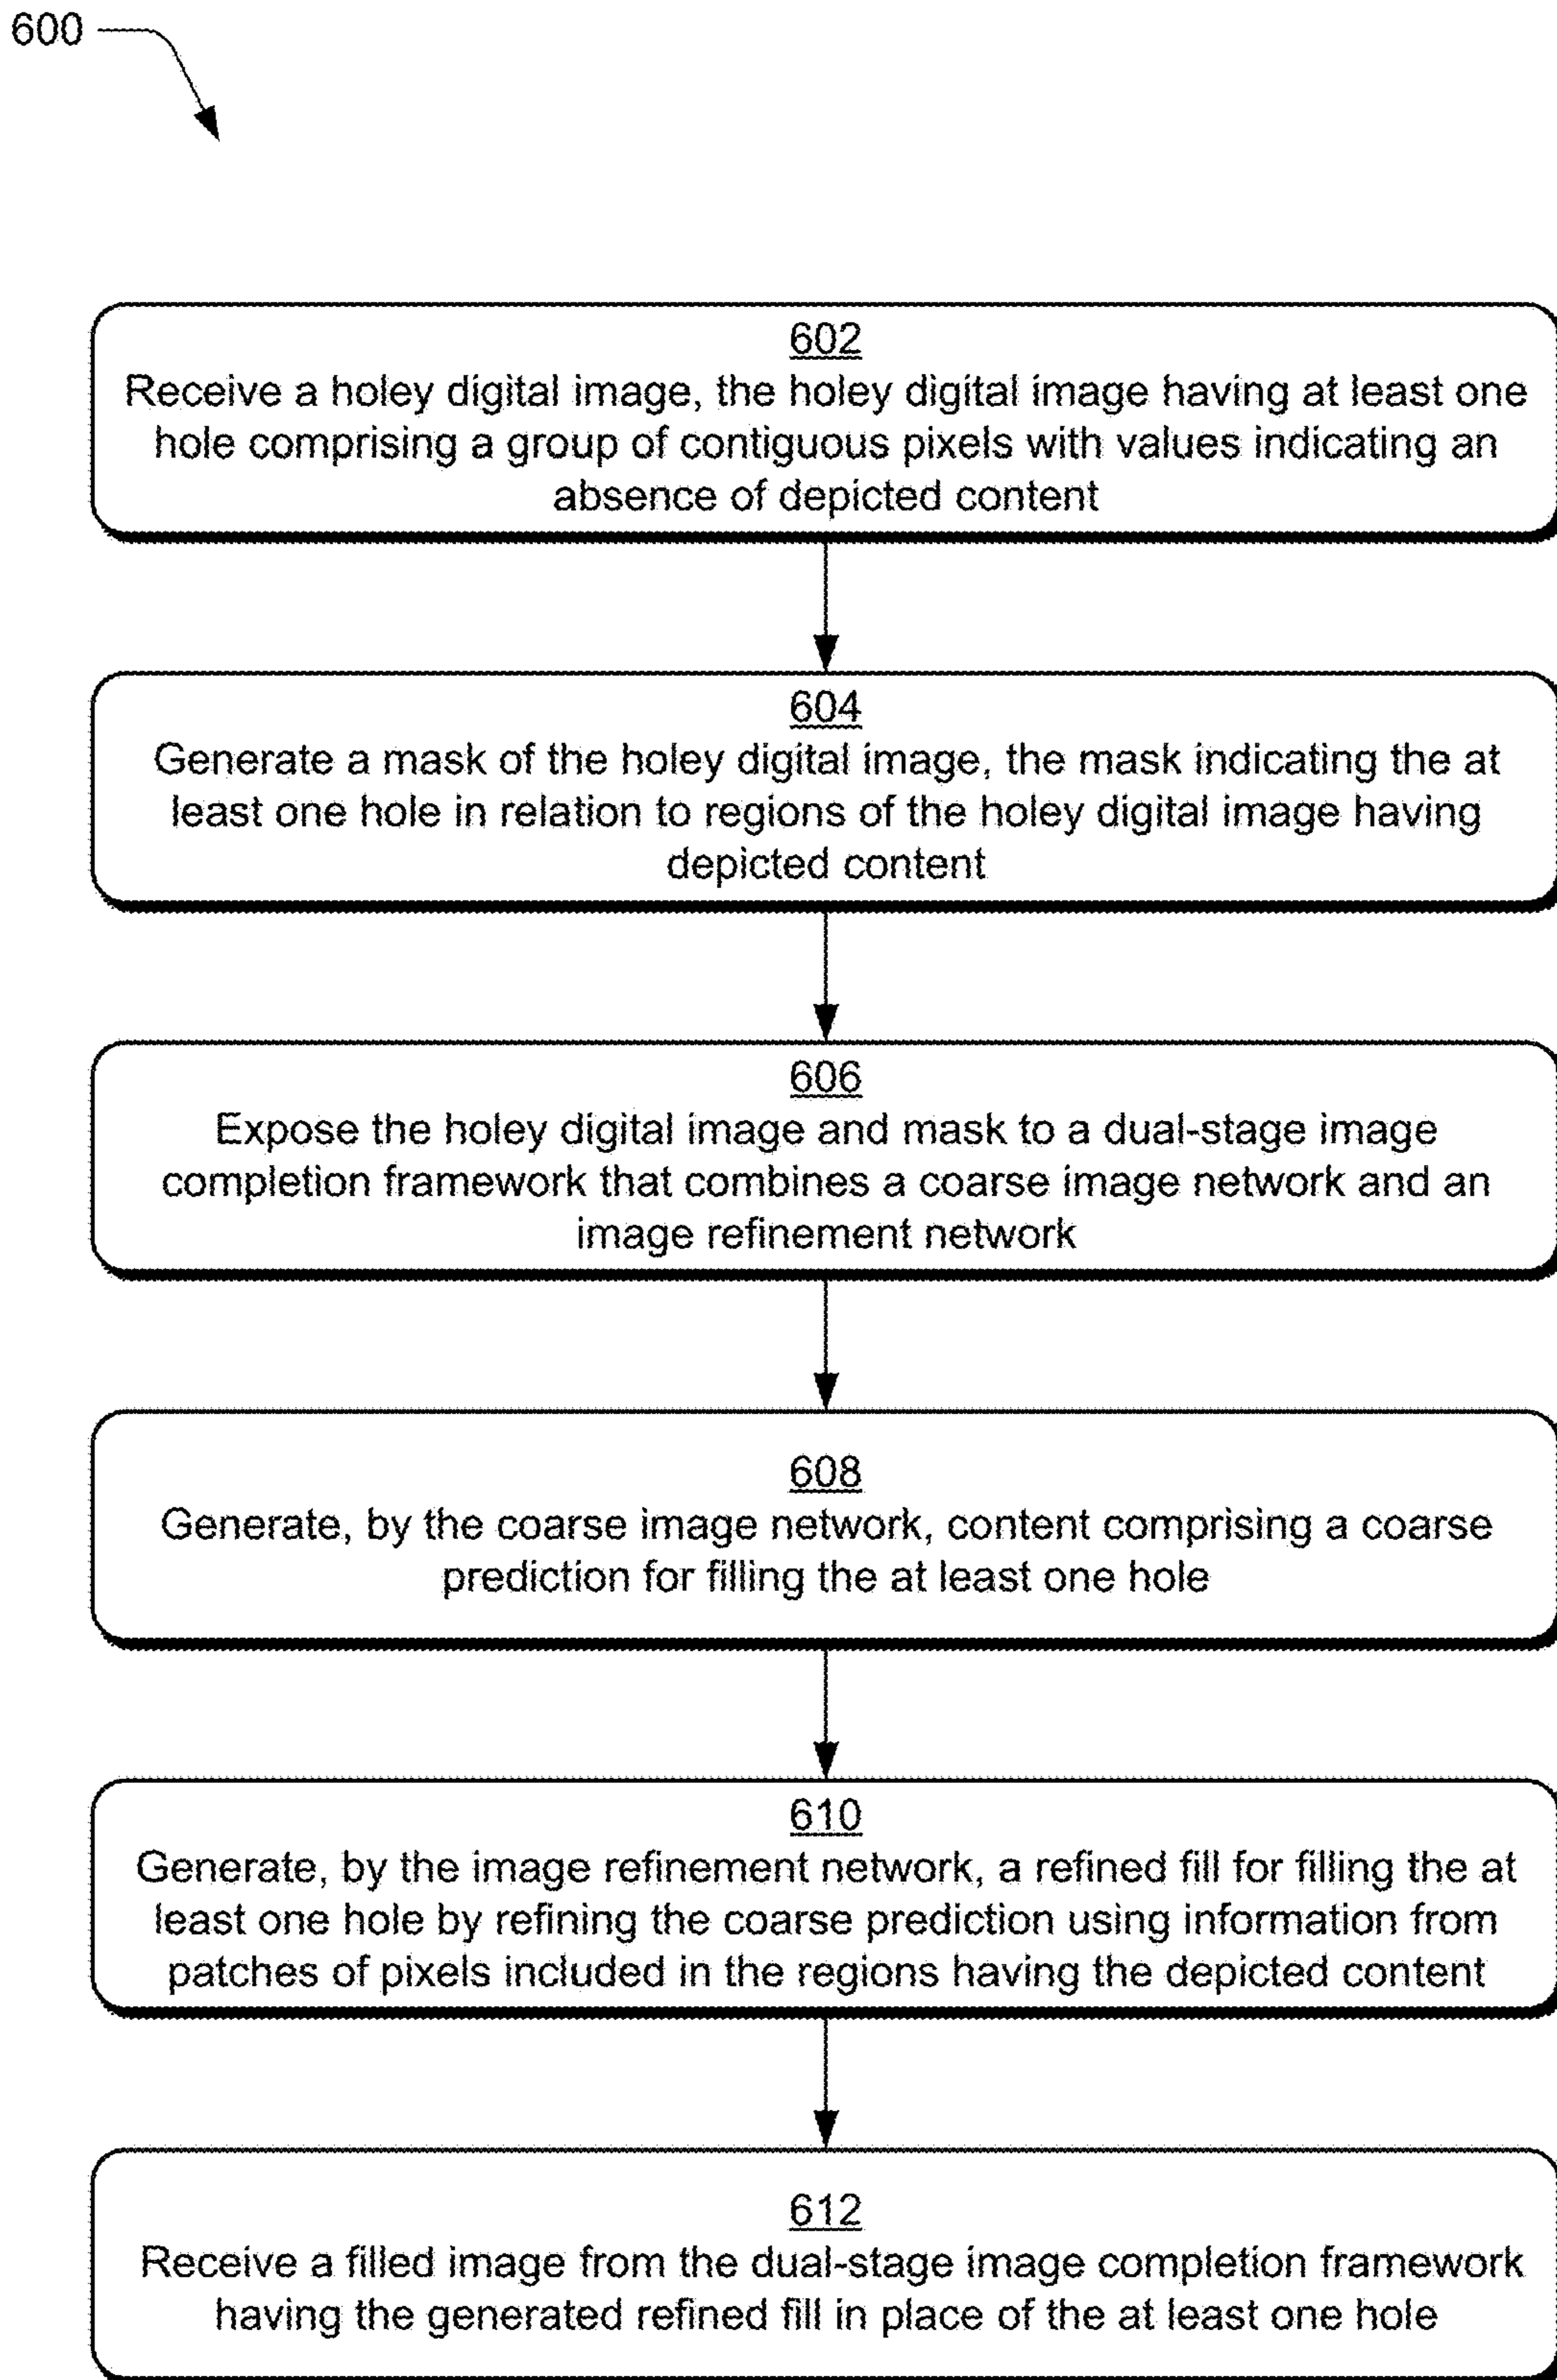 600
602
Receive a holey digital image, the holey digital image having at least one
hole comprising a group of contiguous pixels with values indicating an
absence of depicted content
604
Generate a mask of the holey digital image, the mask indicating the at
least one hole in relation to regions of the holey digital image having
depicted content
606
Expose the holey digital image and mask to a dual-stage image
completion framework that combines a coarse image network and an
image refinement network
608
Generate, by the coarse image network, content comprising a coarse
prediction for filling the at least one hole
610
Generate, by the image refinement network, a refined fill for filling the at
least one hole by refining the coarse prediction using information from
patches of pixels included in the regions having the depicted content
612
Receive a filled image from the dual-stage image completion framework
having the generated refined fill in place of the at least one hole